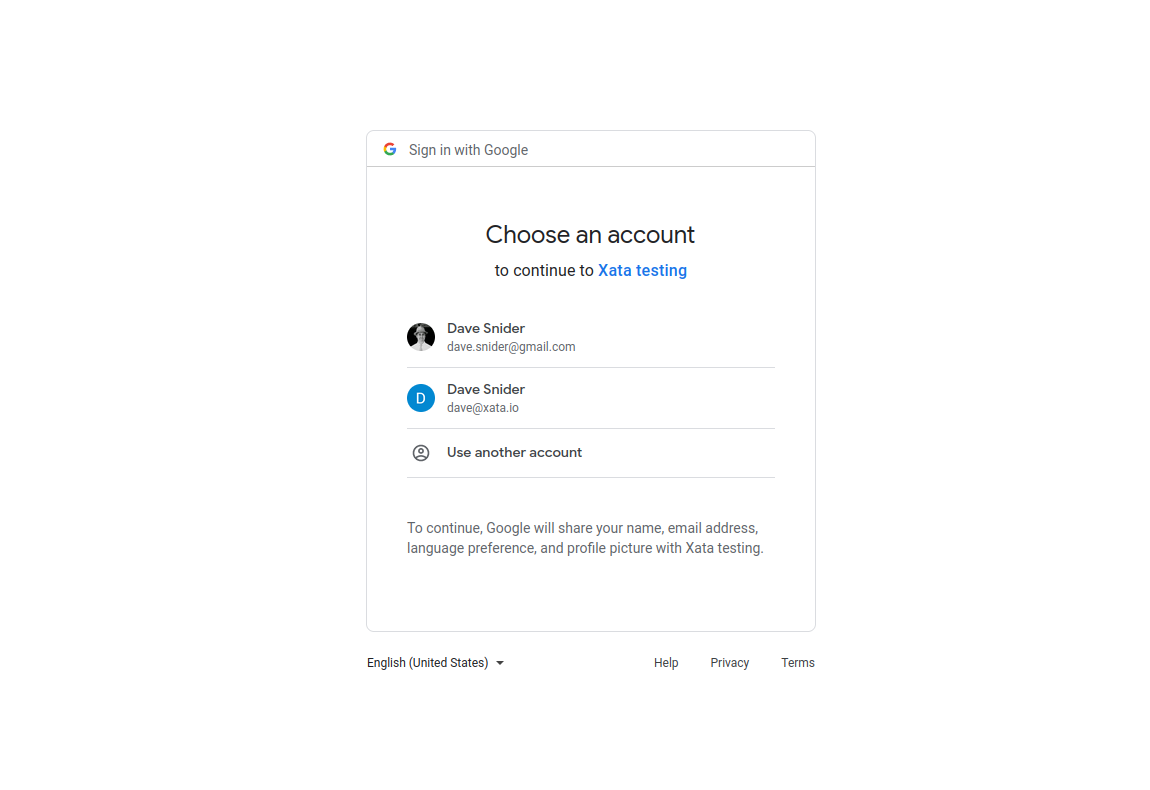 Sign in with Google
Choose an account
to continue to Xata testing
Dave Snider
dave.snider@gmail.com
D
Dave Snider
dave@xata.io
Use another account
To continue, Google will share your name, email address,
language preference, and profile picture with Xata testing.
English (United States)
Help
Privacy
Terms